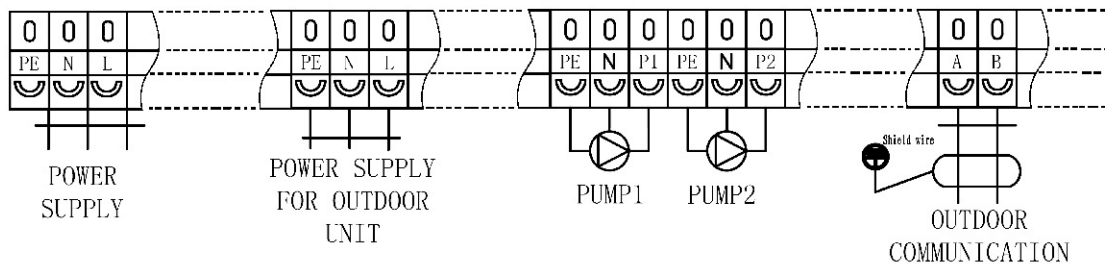 0 0 0 0 0 0 0 0 0 0 0 0 0 0
PE N L PE N L PE N P1 PE N P2 A B
Shield wire
POWER SUPPLY
POWER SUPPLY FOR OUTDOOR UNIT
PUMP1 PUMP2
OUTDOOR COMMUNICATION